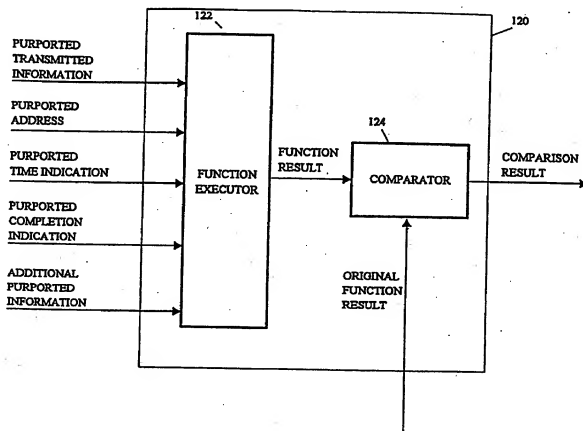 122
120
PURPORTED
TRANSMITTED
INFORMATION
PURPORTED
ADDRESS
PURPORTED
TIME INDICATION
PURPORTED
COMPLETION
INDICATION
ADDITIONAL
PURPORTED
INFORMATION
FUNCTION
EXECUTOR
FUNCTION
RESULT
124
COMPARATOR
COMPARISON
RESULT
ORIGINAL
FUNCTION
RESULT